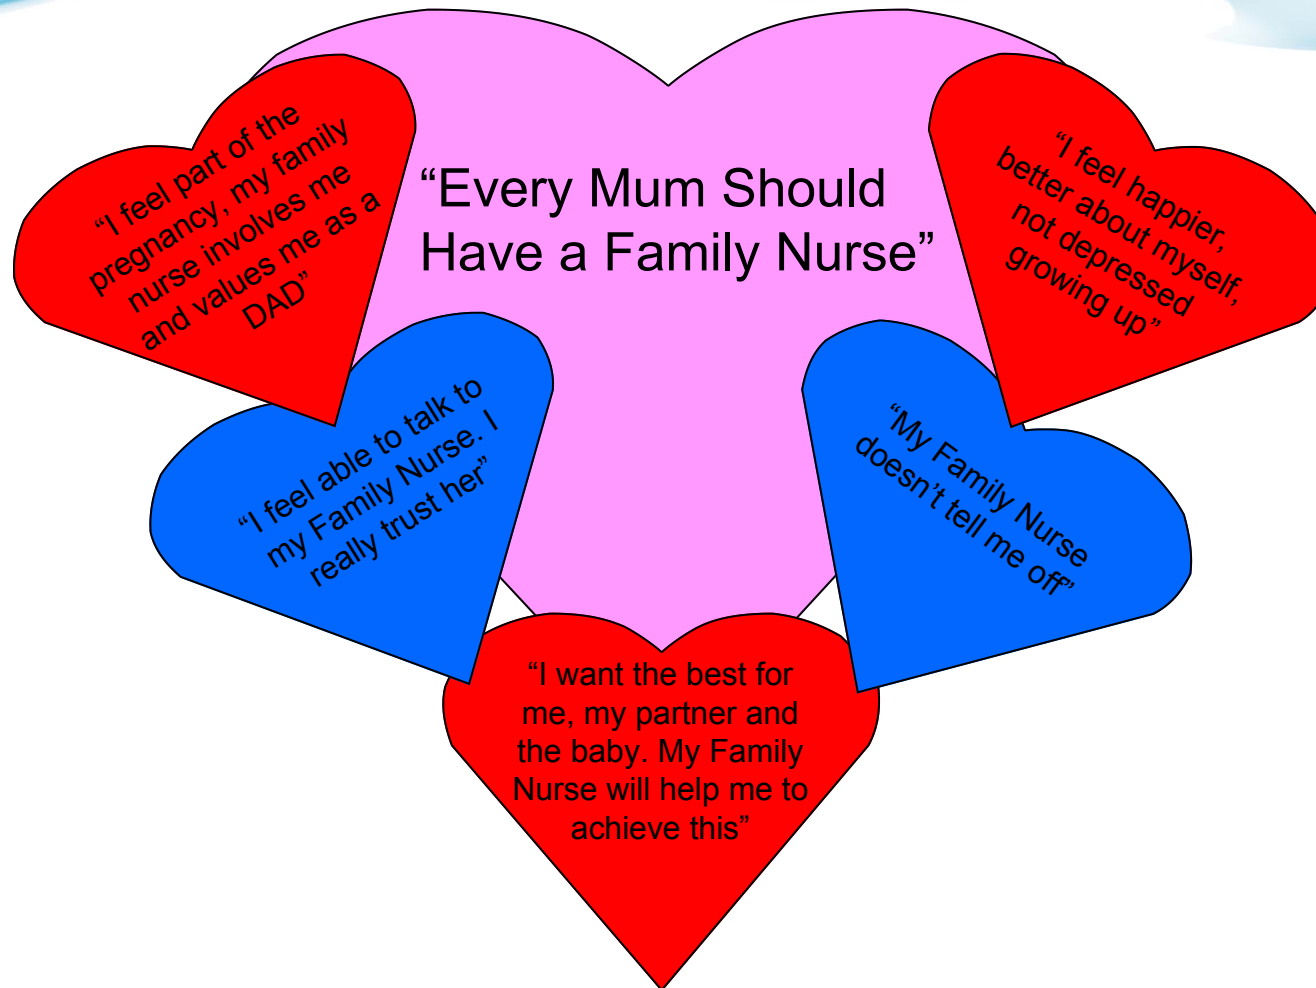 “I feel part of the
pregnancy, my family
nurse involves me
and values me as a
DAD”
“Every Mum Should
Have a Family Nurse”
“I feel happier,
better about myself,
not depressed
growing up”
“I feel able to talk to
my Family Nurse. I
really trust her”
“My Family Nurse
doesn’t tell me off”
“I want the best for
me, my partner and
the baby. My Family
Nurse will help me to
achieve this”